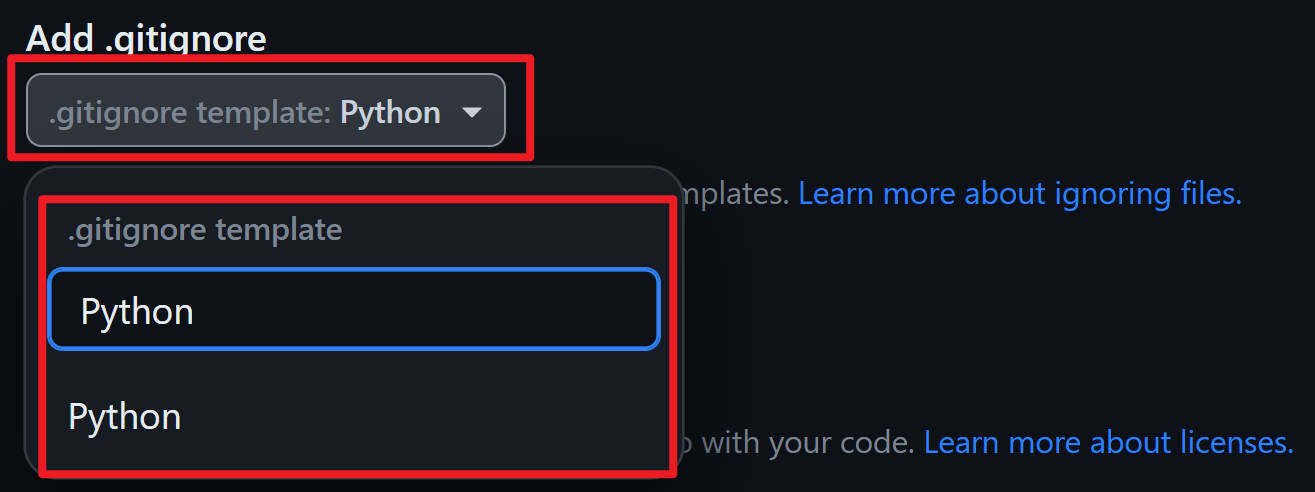 Add .gitignore
.gitignore template: Python
templates. Learn more about ignoring files.
.gitignore template
Python
Python
with your code. Learn more about licenses.